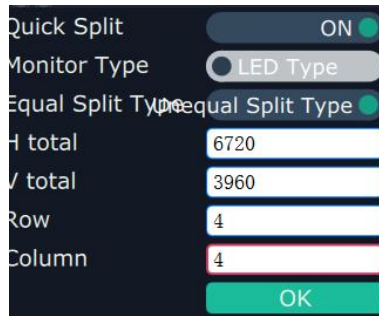 Quick Split ON
Monitor Type LED Type
Equal Split Type Unequal Split Type
H total 6720
V total 3960
Row 4
Column 4
OK